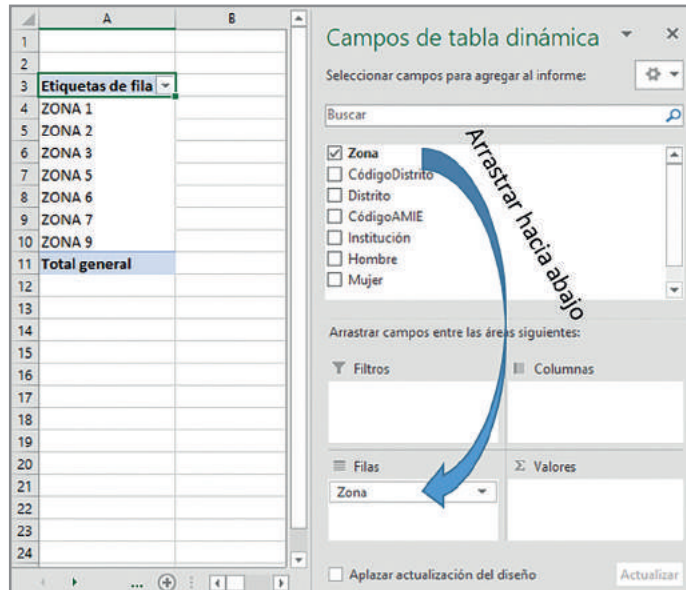 A B
1
2
3 Etiquetas de fila
4 ZONA 1
5 ZONA 2
6 ZONA 3
7 ZONA 5
8 ZONA 6
9 ZONA 7
10 ZONA 9
11 Total general
12
13
14
15
16
17
18
19
20
21
22
23
24
...
Campos de tabla dinámica
Seleccionar campos para agregar al informe:
Buscar
Zona
CódigoDistrito
Distrito
CódigoAMIE
Institución
Hombre
Mujer
Arrastrar hacia abajo
Arrastrar campos entre las áreas siguientes:
Filtros
Columnas
Filas
Σ Valores
Zona
Aplazar actualización del diseño
Actualizar